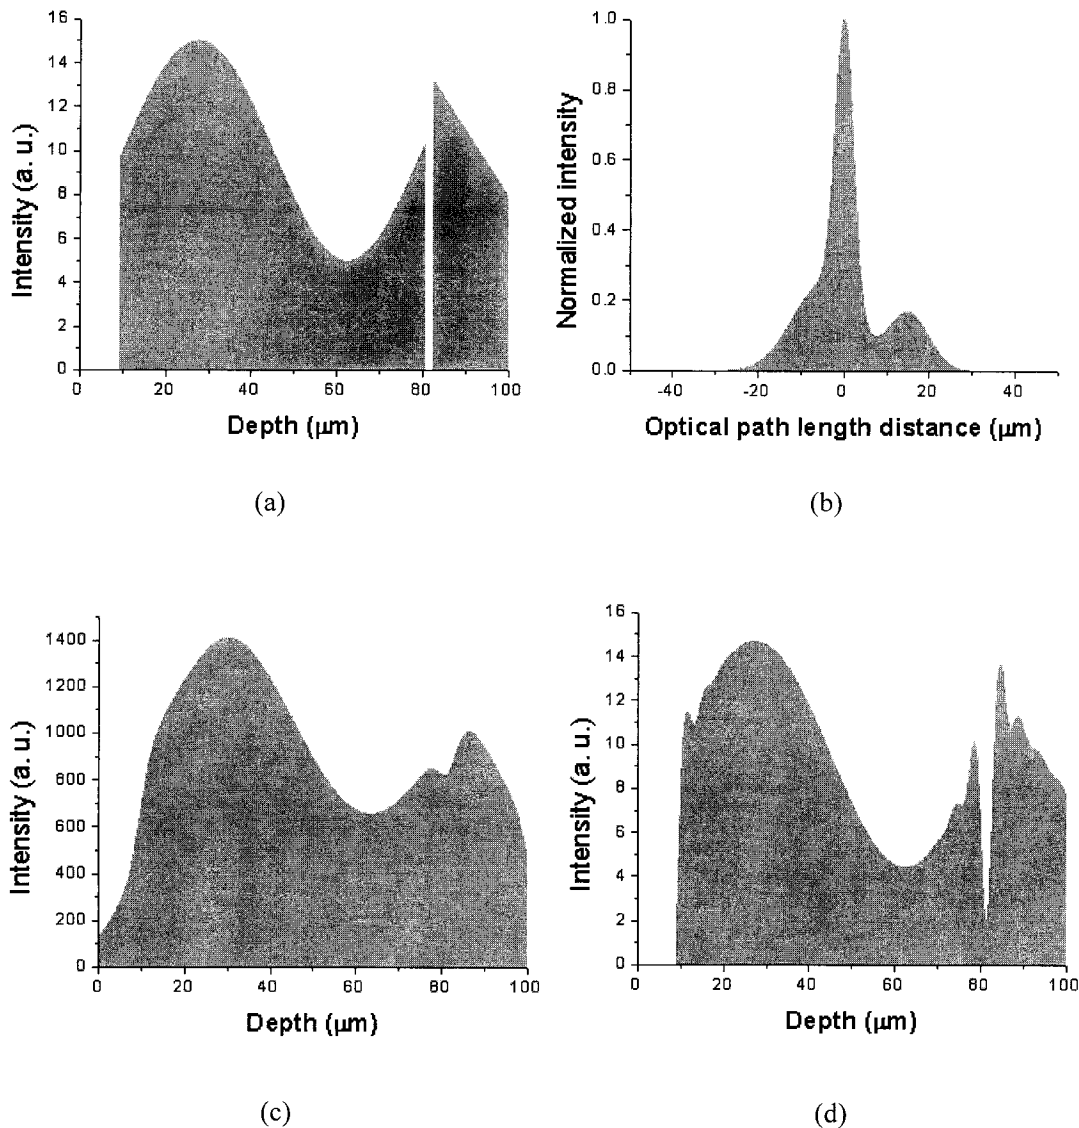 16
14
12
10
8
6
4
2
0
Intensity (a. u.)
0 20 40 60 80 100
Depth (μm)
(a)
1.0
0.8
0.6
0.4
0.2
0.0
Normalized intensity
-40 -20 0 20 40
Optical path length distance (μm)
(b)
1400
1200
1000
800
600
400
200
0
Intensity (a. u.)
0 20 40 60 80 100
Depth (μm)
(c)
16
14
12
10
8
6
4
2
0
Intensity (a. u.)
0 20 40 60 80 100
Depth (μm)
(d)